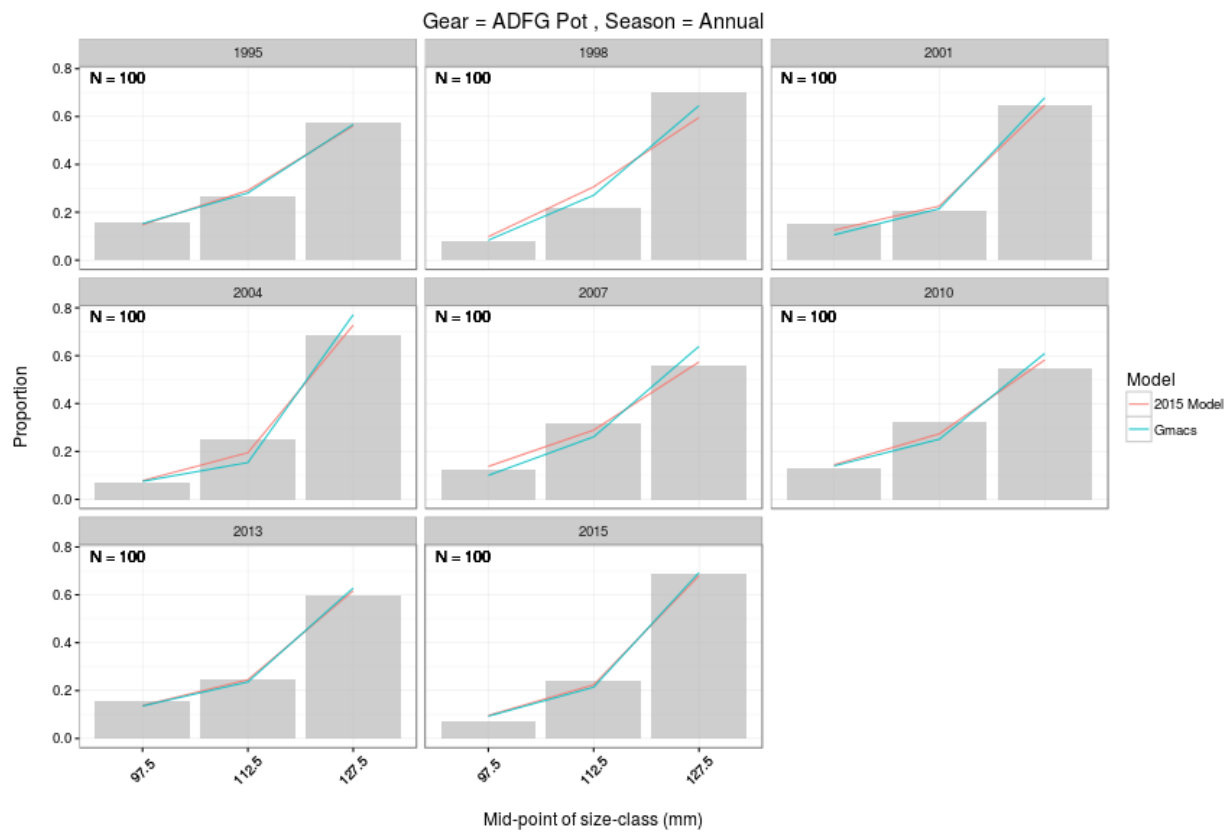 Gear = ADFG Pot , Season = Annual
1995 1998 2001
N = 100 N = 100 N = 100
0.8
0.6
0.4
0.2
0.0
2004 2007 2010
N = 100 N = 100 N = 100
0.8
0.6
0.4
0.2
0.0
2013 2015
N = 100 N = 100
0.8
0.6
0.4
0.2
0.0
97.5 112.5 127.5 97.5 112.5 127.5
Proportion
Mid-point of size-class (mm)
Model
2015 Model
Gmacs